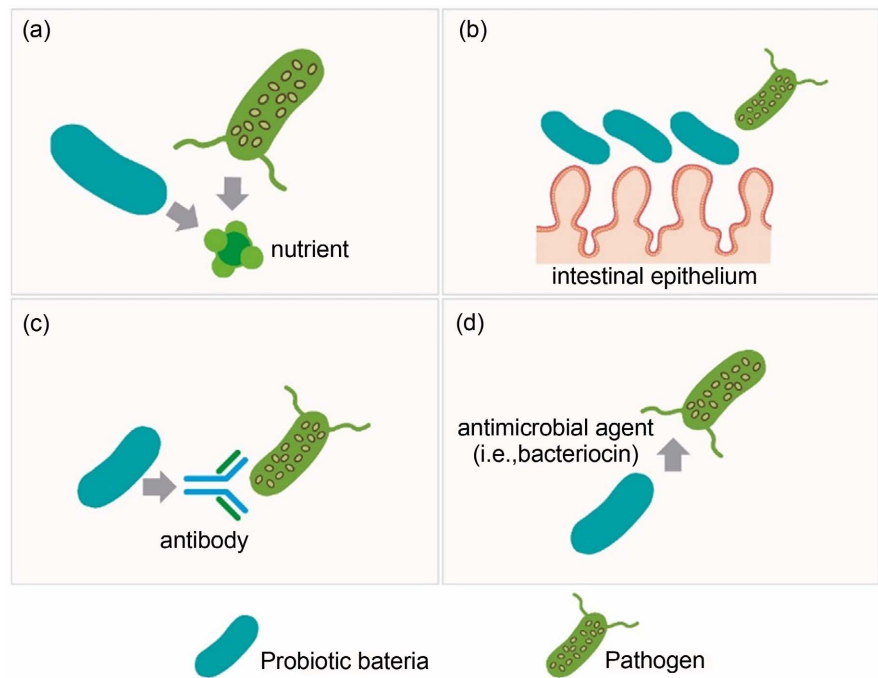 (a)
nutrient
(b)
intestinal epithelium
(c)
antibody
(d)
antimicrobial agent
(i.e.,bacteriocin)
Probiotic bateria
Pathogen